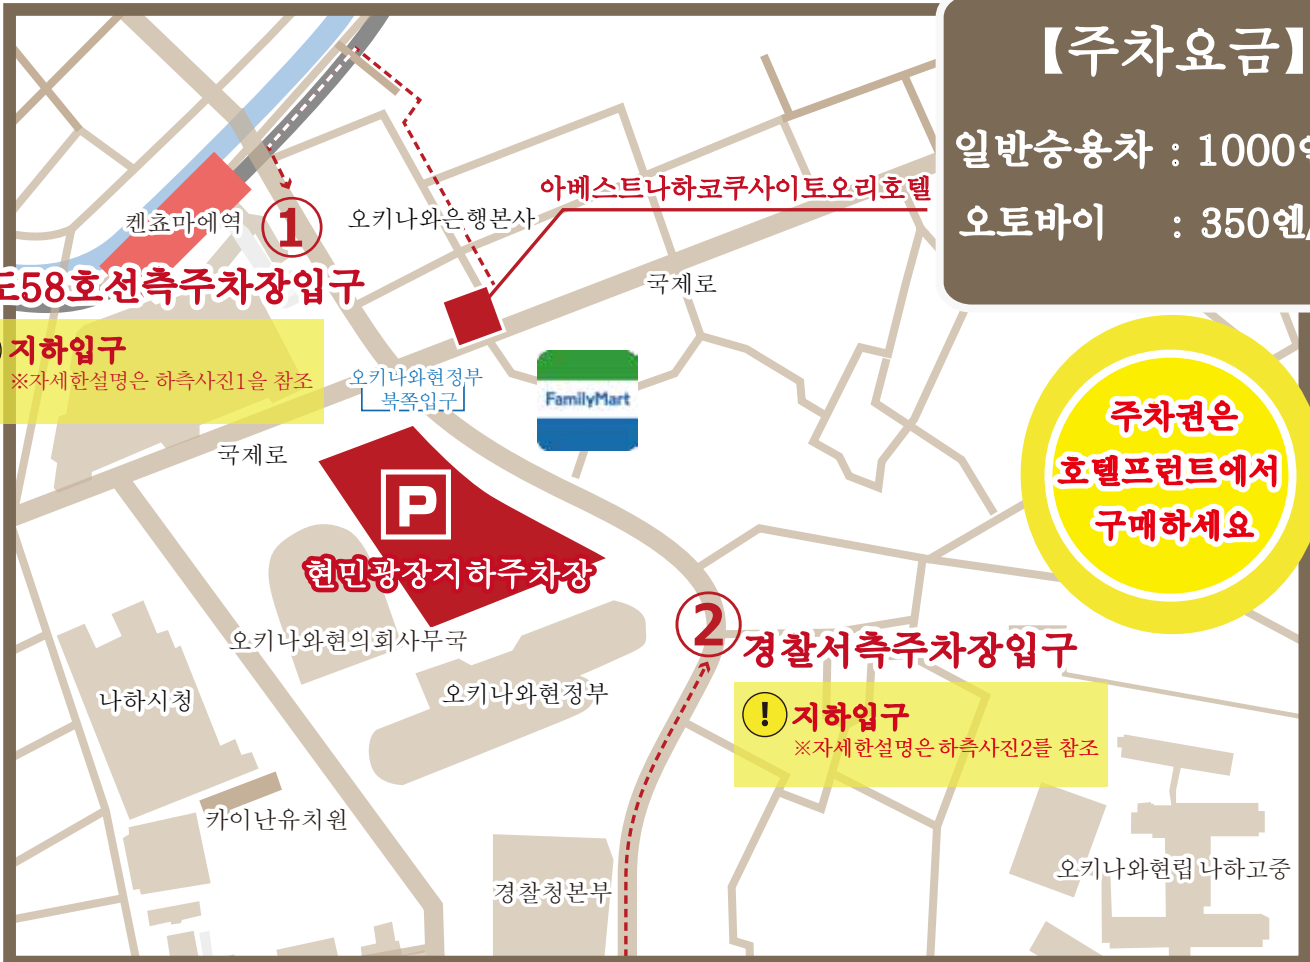 【주차요금】
일반승용차 : 1000
오토바이 : 350엔/
아베스트나하코쿠사이토오리호텔
켄쵸마에역
1
오키나와은행본사
국제로
도58호선측주차장입구
지하입구
※자세한설명은 하측사진1을 참조
오키나와현정부
북쪽입구
FamilyMart
주차권은
호텔프런트에서
구매하세요
국제로
P
현민광장지하주차장
오키나와현의회사무국
2
경찰서측주차장입구
! 지하입구
※자세한설명은 하측사진2를 참조
나하시청
오키나와현정부
카이난유치원
경찰청본부
오키나와현립 나하고중